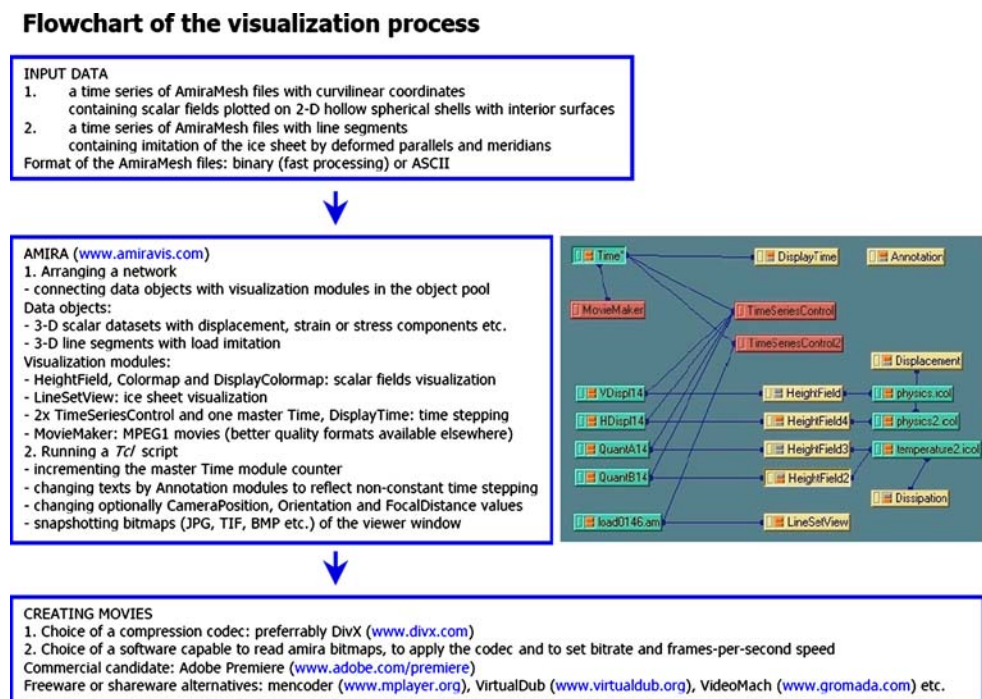 Flowchart of the visualization process
INPUT DATA
1. a time series of AmiraMesh files with curvilinear coordinates
containing scalar fields plotted on 2-D hollow spherical shells with interior surfaces
2. a time series of AmiraMesh files with line segments
containing imitation of the ice sheet by deformed parallels and meridians
Format of the AmiraMesh files: binary (fast processing) or ASCII
AMIRA (www.amiravis.com)
1. Arranging a network
- connecting data objects with visualization modules in the object pool
Data objects:
- 3-D scalar datasets with displacement, strain or stress components etc.
- 3-D line segments with load imitation
Visualization modules:
- HeightField, Colormap and DisplayColormap: scalar fields visualization
- LineSetView: ice sheet visualization
- 2x TimeSeriesControl and one master Time, DisplayTime: time stepping
- MovieMaker: MPEG1 movies (better quality formats available elsewhere)
2. Running a Tcl script
- incrementing the master Time module counter
- changing texts by Annotation modules to reflect non-constant time stepping
- changing optionally CameraPosition, Orientation and FocalDistance values
- snapshotting bitmaps (JPG, TIF, BMP etc.) of the viewer window
Time*
DisplayTime
Annotation
MovieMaker
TimeSeriesControl
TimeSeriesControl2
Displacement
VDispl14
HeightField
physics.icol
HDispl14
HeightField4
physics2.col
QuantA14
HeightField3
temperature2.icol
QuantB14
HeightField2
Dissipation
load0146.am
LineSetView
CREATING MOVIES
1. Choice of a compression codec: preferrably DivX (www.divx.com)
2. Choice of a software capable to read amira bitmaps, to apply the codec and to set bitrate and frames-per-second speed
Commercial candidate: Adobe Premiere (www.adobe.com/premiere)
Freeware or shareware alternatives: mencoder (www.mplayer.org), VirtualDub (www.virtualdub.org), VideoMach (www.gromada.com) etc.